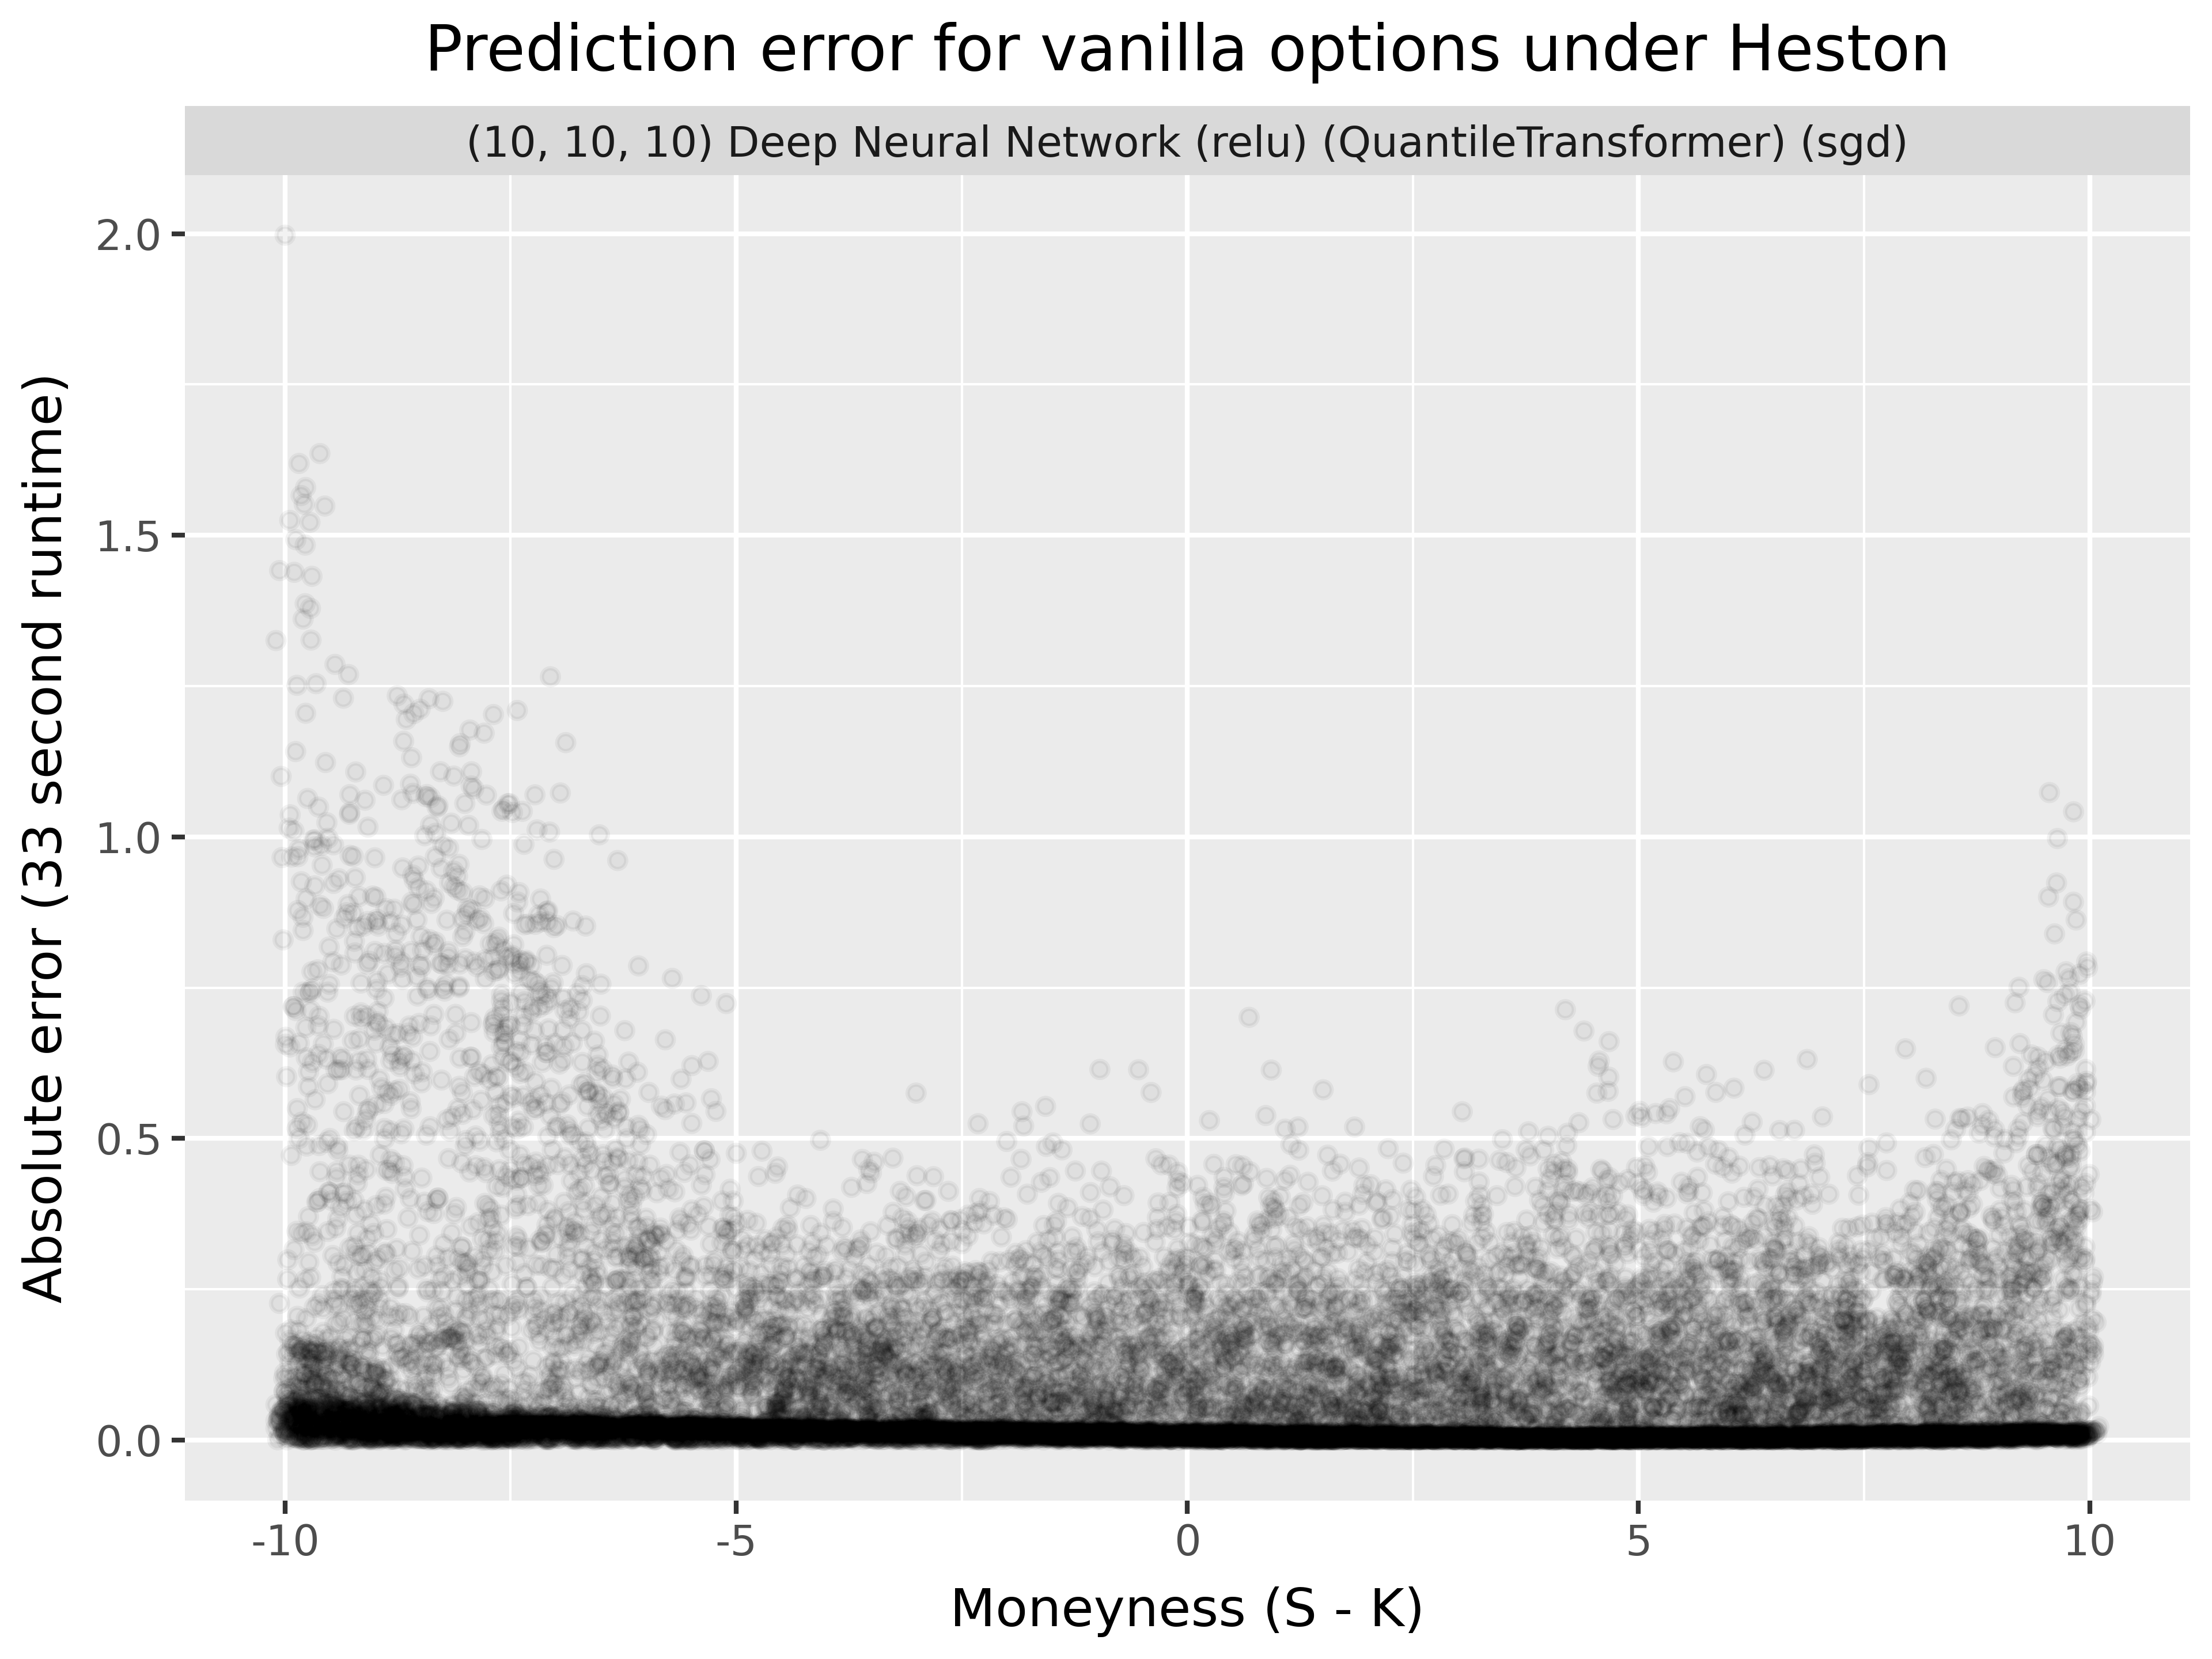 Prediction error for vanilla options under Heston
(10, 10, 10) Deep Neural Network (relu) (QuantileTransformer) (sgd)
Absolute error (33 second runtime)
2.0
1.5
1.0
0.5
0.0
-10
-5
0
5
10
Moneyness (S - K)